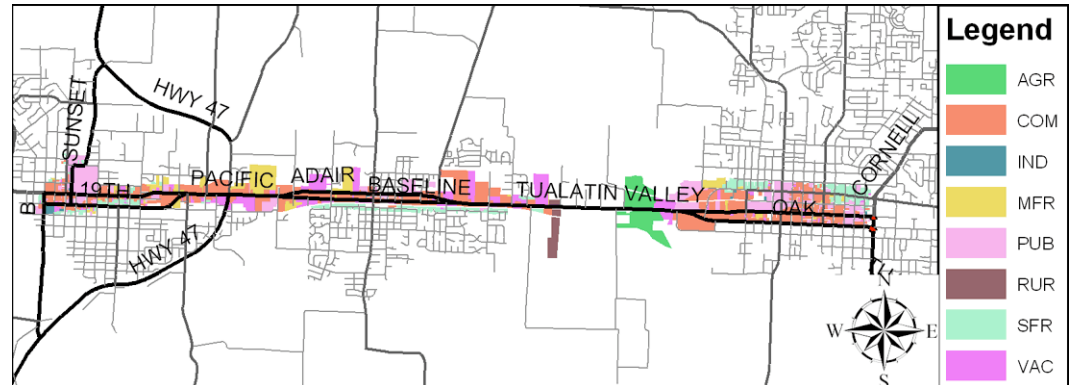 SUNSET
HWY 47
19TH
PACIFIC
ADAIR
BASELINE
TUALATIN VALLEY
OAK
CORNELL
B
HWY 47
N
W
E
S
Legend
AGR
COM
IND
MFR
PUB
RUR
SFR
VAC